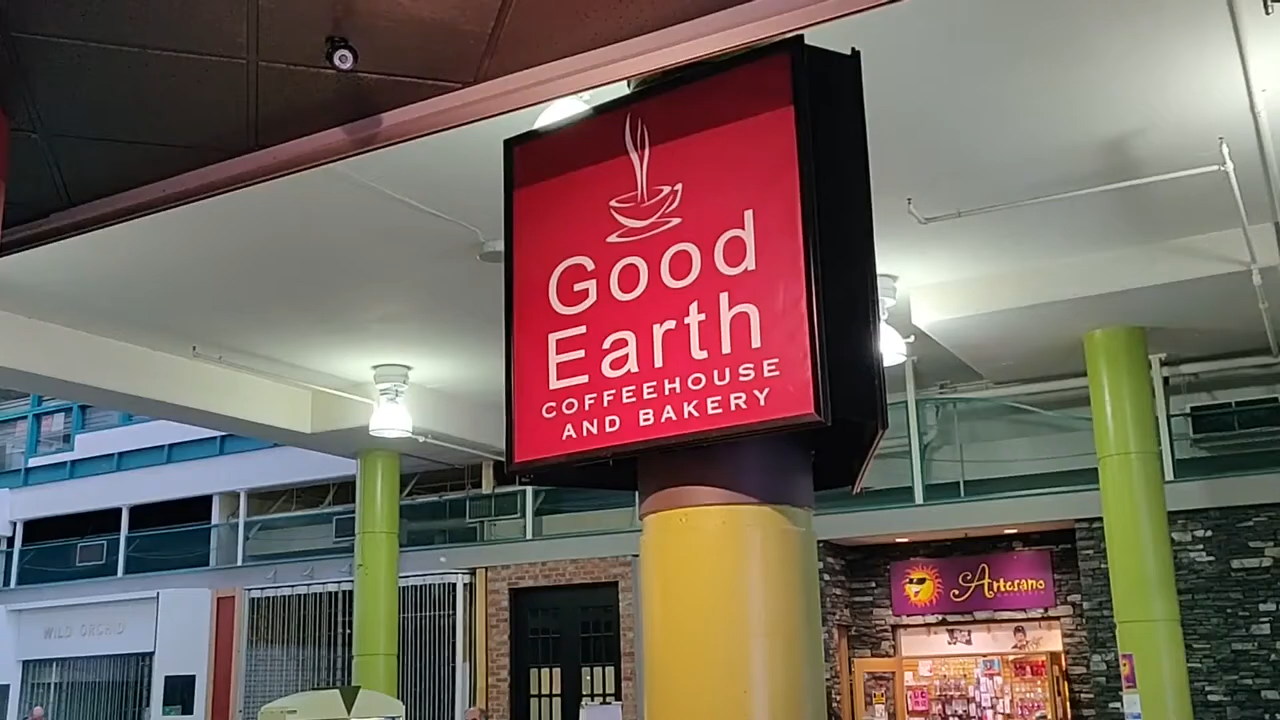 Good
Earth
COFFEEHOUSE
AND BAKERY
Artesano
WILD ORCHID